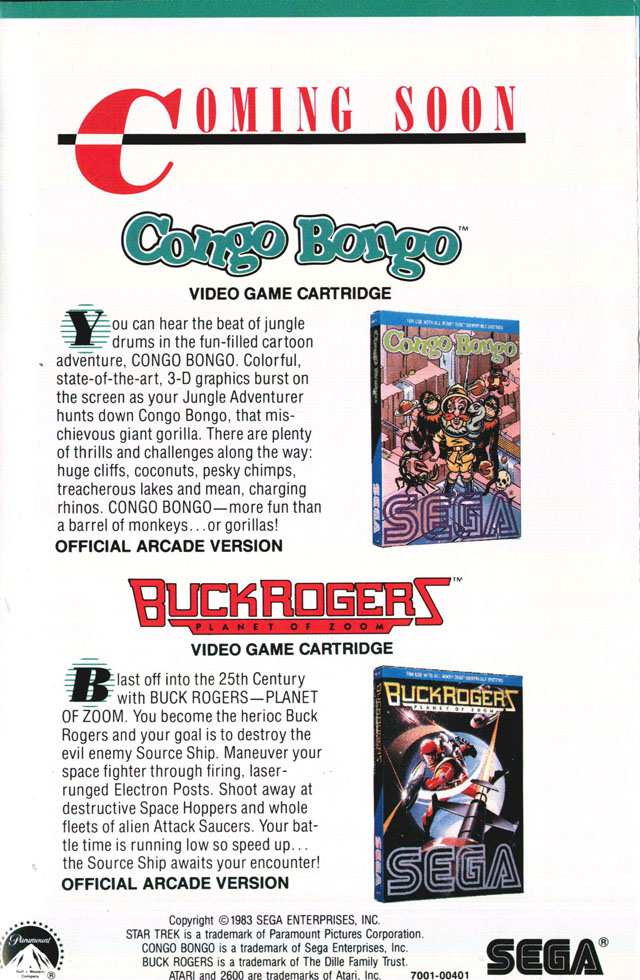 COMING SOON
Congo Bongo™
VIDEO GAME CARTRIDGE
You can hear the beat of jungle
drums in the fun-filled cartoon
adventure, CONGO BONGO. Colorful,
state-of-the-art, 3-D graphics burst on
the screen as your Jungle Adventurer
hunts down Congo Bongo, that mis-
chievous giant gorilla. There are plenty
of thrills and challenges along the way:
huge cliffs, coconuts, pesky chimps,
treacherous lakes and mean, charging
rhinos. CONGO BONGO—more fun than
a barrel of monkeys...or gorillas!
OFFICIAL ARCADE VERSION
Congo Bongo
SEGA
Congo Bongo
SEGA
BUCK ROGERS™
PLANET OF ZOOM
VIDEO GAME CARTRIDGE
Blast off into the 25th Century
with BUCK ROGERS—PLANET
OF ZOOM. You become the herioc Buck
Rogers and your goal is to destroy the
evil enemy Source Ship. Maneuver your
space fighter through firing, laser-
runged Electron Posts. Shoot away at
destructive Space Hoppers and whole
fleets of alien Attack Saucers. Your bat-
tle time is running low so speed up...
the Source Ship awaits your encounter!
OFFICIAL ARCADE VERSION
BUCK ROGERS
PLANET OF ZOOM
SEGA
SEGA
Paramount
Gulf + Western
Company
®
Copyright ©1983 SEGA ENTERPRISES, INC.
STAR TREK is a trademark of Paramount Pictures Corporation.
CONGO BONGO is a trademark of Sega Enterprises, Inc.
BUCK ROGERS is a trademark of The Dille Family Trust.
ATARI and 2600 are trademarks of Atari, Inc.
7001-00401
SEGA®